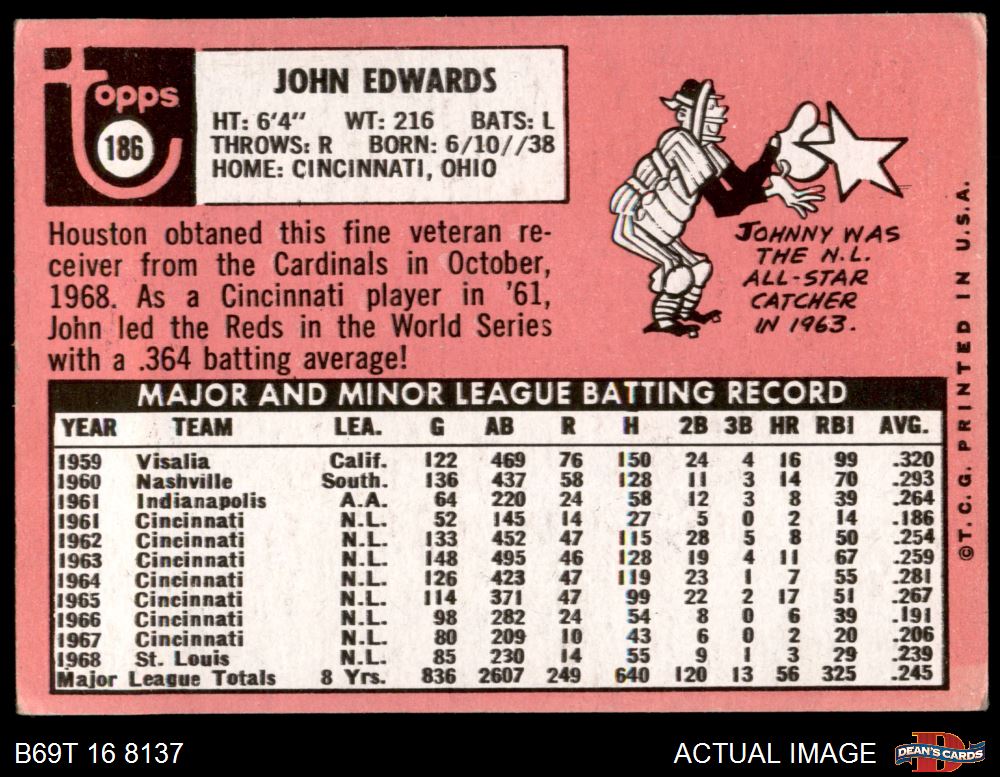 topps
186
JOHN EDWARDS
HT: 6'4" WT: 216 BATS: L
THROWS: R BORN: 6/10//38
HOME: CINCINNATI, OHIO
Houston obtaned this fine veteran re-
ceiver from the Cardinals in October,
1968. As a Cincinnati player in '61,
John led the Reds in the World Series
with a .364 batting average!
JOHNNY WAS
THE N.L.
ALL-STAR
CATCHER
IN 1963.
MAJOR AND MINOR LEAGUE BATTING RECORD
YEAR TEAM LEA. G AB R H 2B 3B HR RBI AVG.
1959 Visalia Calif. 122 469 76 150 24 4 16 99 .320
1960 Nashville South. 136 437 58 128 11 3 14 70 .293
1961 Indianapolis A.A. 64 220 24 58 12 3 8 39 .264
1961 Cincinnati N.L. 52 145 14 27 5 0 2 14 .186
1962 Cincinnati N.L. 133 452 47 115 28 5 8 50 .254
1963 Cincinnati N.L. 148 495 46 128 19 4 11 67 .259
1964 Cincinnati N.L. 126 423 47 119 23 1 7 55 .281
1965 Cincinnati N.L. 114 371 47 99 22 2 17 51 .267
1966 Cincinnati N.L. 98 282 24 54 8 0 6 39 .191
1967 Cincinnati N.L. 80 209 10 43 6 0 2 20 .206
1968 St. Louis N.L. 85 230 14 55 9 1 3 29 .239
Major League Totals 8 Yrs. 836 2607 249 640 120 13 56 325 .245
©T.C.G. PRINTED IN U.S.A.
B69T 16 8137
ACTUAL IMAGE
DEAN'S CARDS